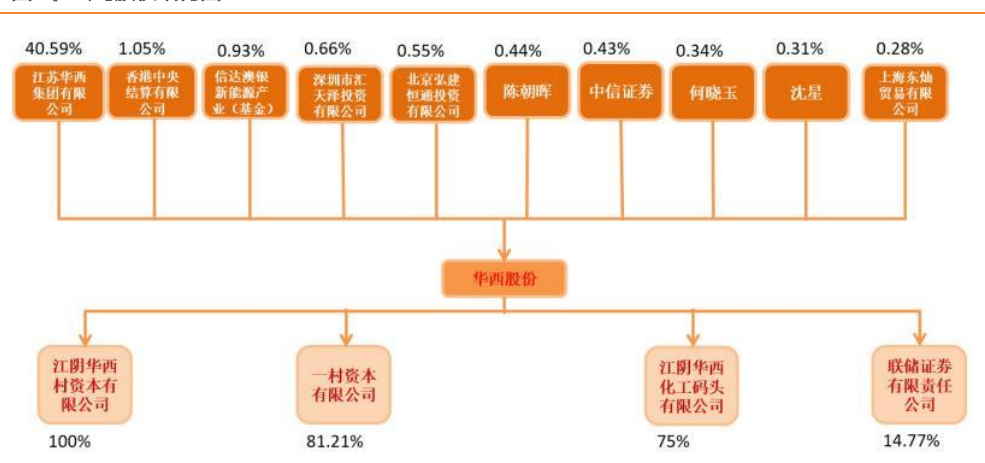 40.59%
1.05%
0.93%
0.66%
0.55%
0.44%
0.43%
0.34%
0.31%
0.28%
江苏华西
集团有限
公司
香港中央
结算有限
公司
信达澳银
新能源产
业（基金）
深圳市汇
天泽投资
有限公司
北京弘建
恒通投资
有限公司
陈朝晖
中信证券
何晓玉
沈星
上海东灿
贸易有限
公司
华西股份
江阴华西
村资本有
限公司
一村资本
有限公司
江阴华西
化工码头
有限公司
联储证券
有限责任
公司
100%
81.21%
75%
14.77%